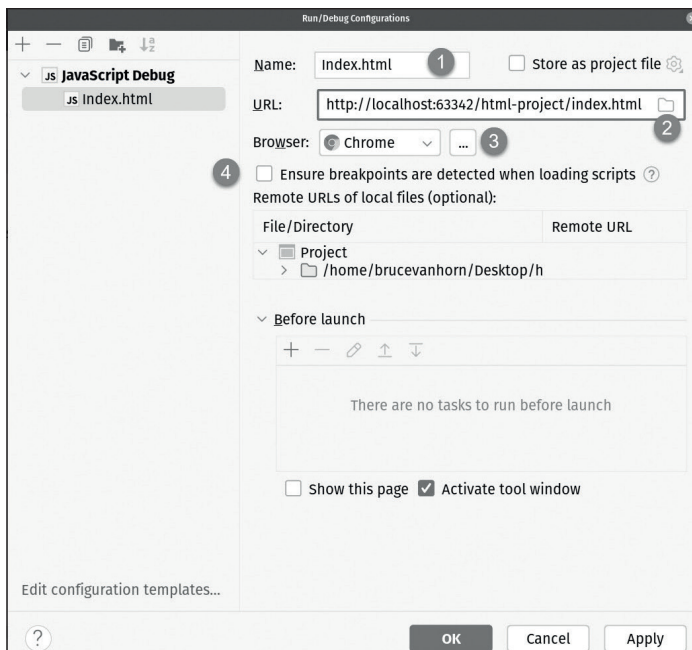 Run/Debug Configurations
JS JavaScript Debug
JS Index.html
Name: Index.html 1 Store as project file
URL: http://localhost:63342/html-project/index.html
2
Browser: Chrome ... 3
4 Ensure breakpoints are detected when loading scripts ?
Remote URLs of local files (optional):
File/Directory Remote URL
Project
/home/brucevanhorn/Desktop/h
Before launch
There are no tasks to run before launch
Show this page Activate tool window
Edit configuration templates...
? OK Cancel Apply